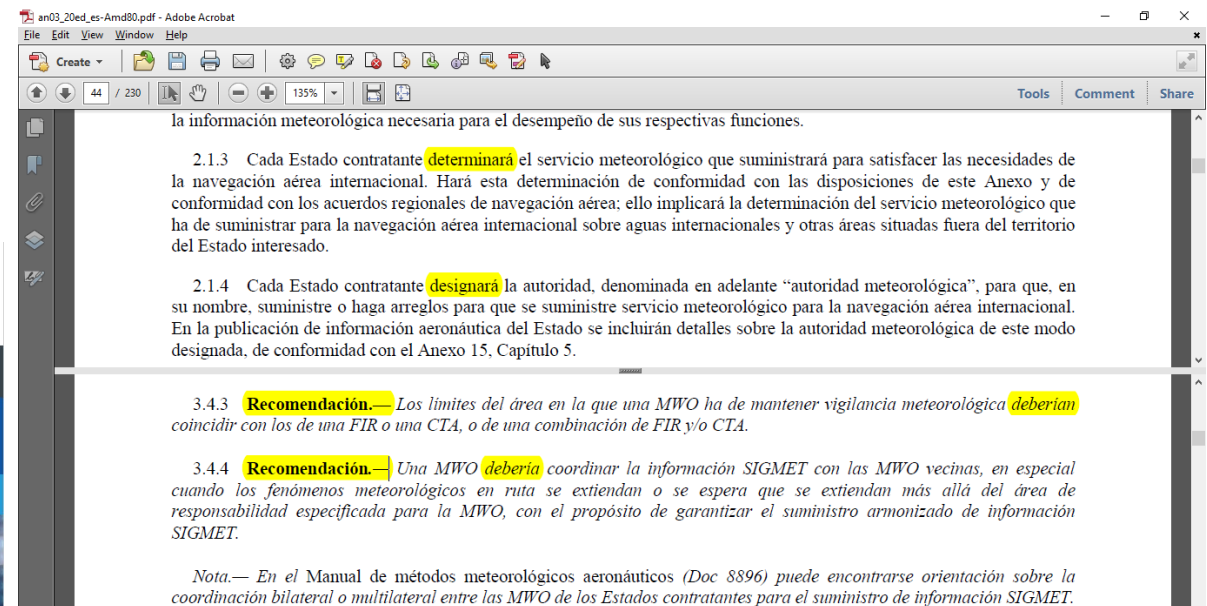 an03_20ed_es-Amd80.pdf - Adobe Acrobat
File Edit View Window Help
Create
44 / 230 135% Tools Comment Share
la información meteorológica necesaria para el desempeño de sus respectivas funciones.
2.1.3 Cada Estado contratante determinará el servicio meteorológico que suministrará para satisfacer las necesidades de
la navegación aérea internacional. Hará esta determinación de conformidad con las disposiciones de este Anexo y de
conformidad con los acuerdos regionales de navegación aérea; ello implicará la determinación del servicio meteorológico que
ha de suministrar para la navegación aérea internacional sobre aguas internacionales y otras áreas situadas fuera del territorio
del Estado interesado.
2.1.4 Cada Estado contratante designará la autoridad, denominada en adelante “autoridad meteorológica”, para que, en
su nombre, suministre o haga arreglos para que se suministre servicio meteorológico para la navegación aérea internacional.
En la publicación de información aeronáutica del Estado se incluirán detalles sobre la autoridad meteorológica de este modo
designada, de conformidad con el Anexo 15, Capítulo 5.
3.4.3 Recomendación.— Los límites del área en la que una MWO ha de mantener vigilancia meteorológica deberían
coincidir con los de una FIR o una CTA, o de una combinación de FIR y/o CTA.
3.4.4 Recomendación.— Una MWO debería coordinar la información SIGMET con las MWO vecinas, en especial
cuando los fenómenos meteorológicos en ruta se extiendan o se espera que se extiendan más allá del área de
responsabilidad especificada para la MWO, con el propósito de garantizar el suministro armonizado de información
SIGMET.
Nota.— En el Manual de métodos meteorológicos aeronáuticos (Doc 8896) puede encontrarse orientación sobre la
coordinación bilateral o multilateral entre las MWO de los Estados contratantes para el suministro de información SIGMET.